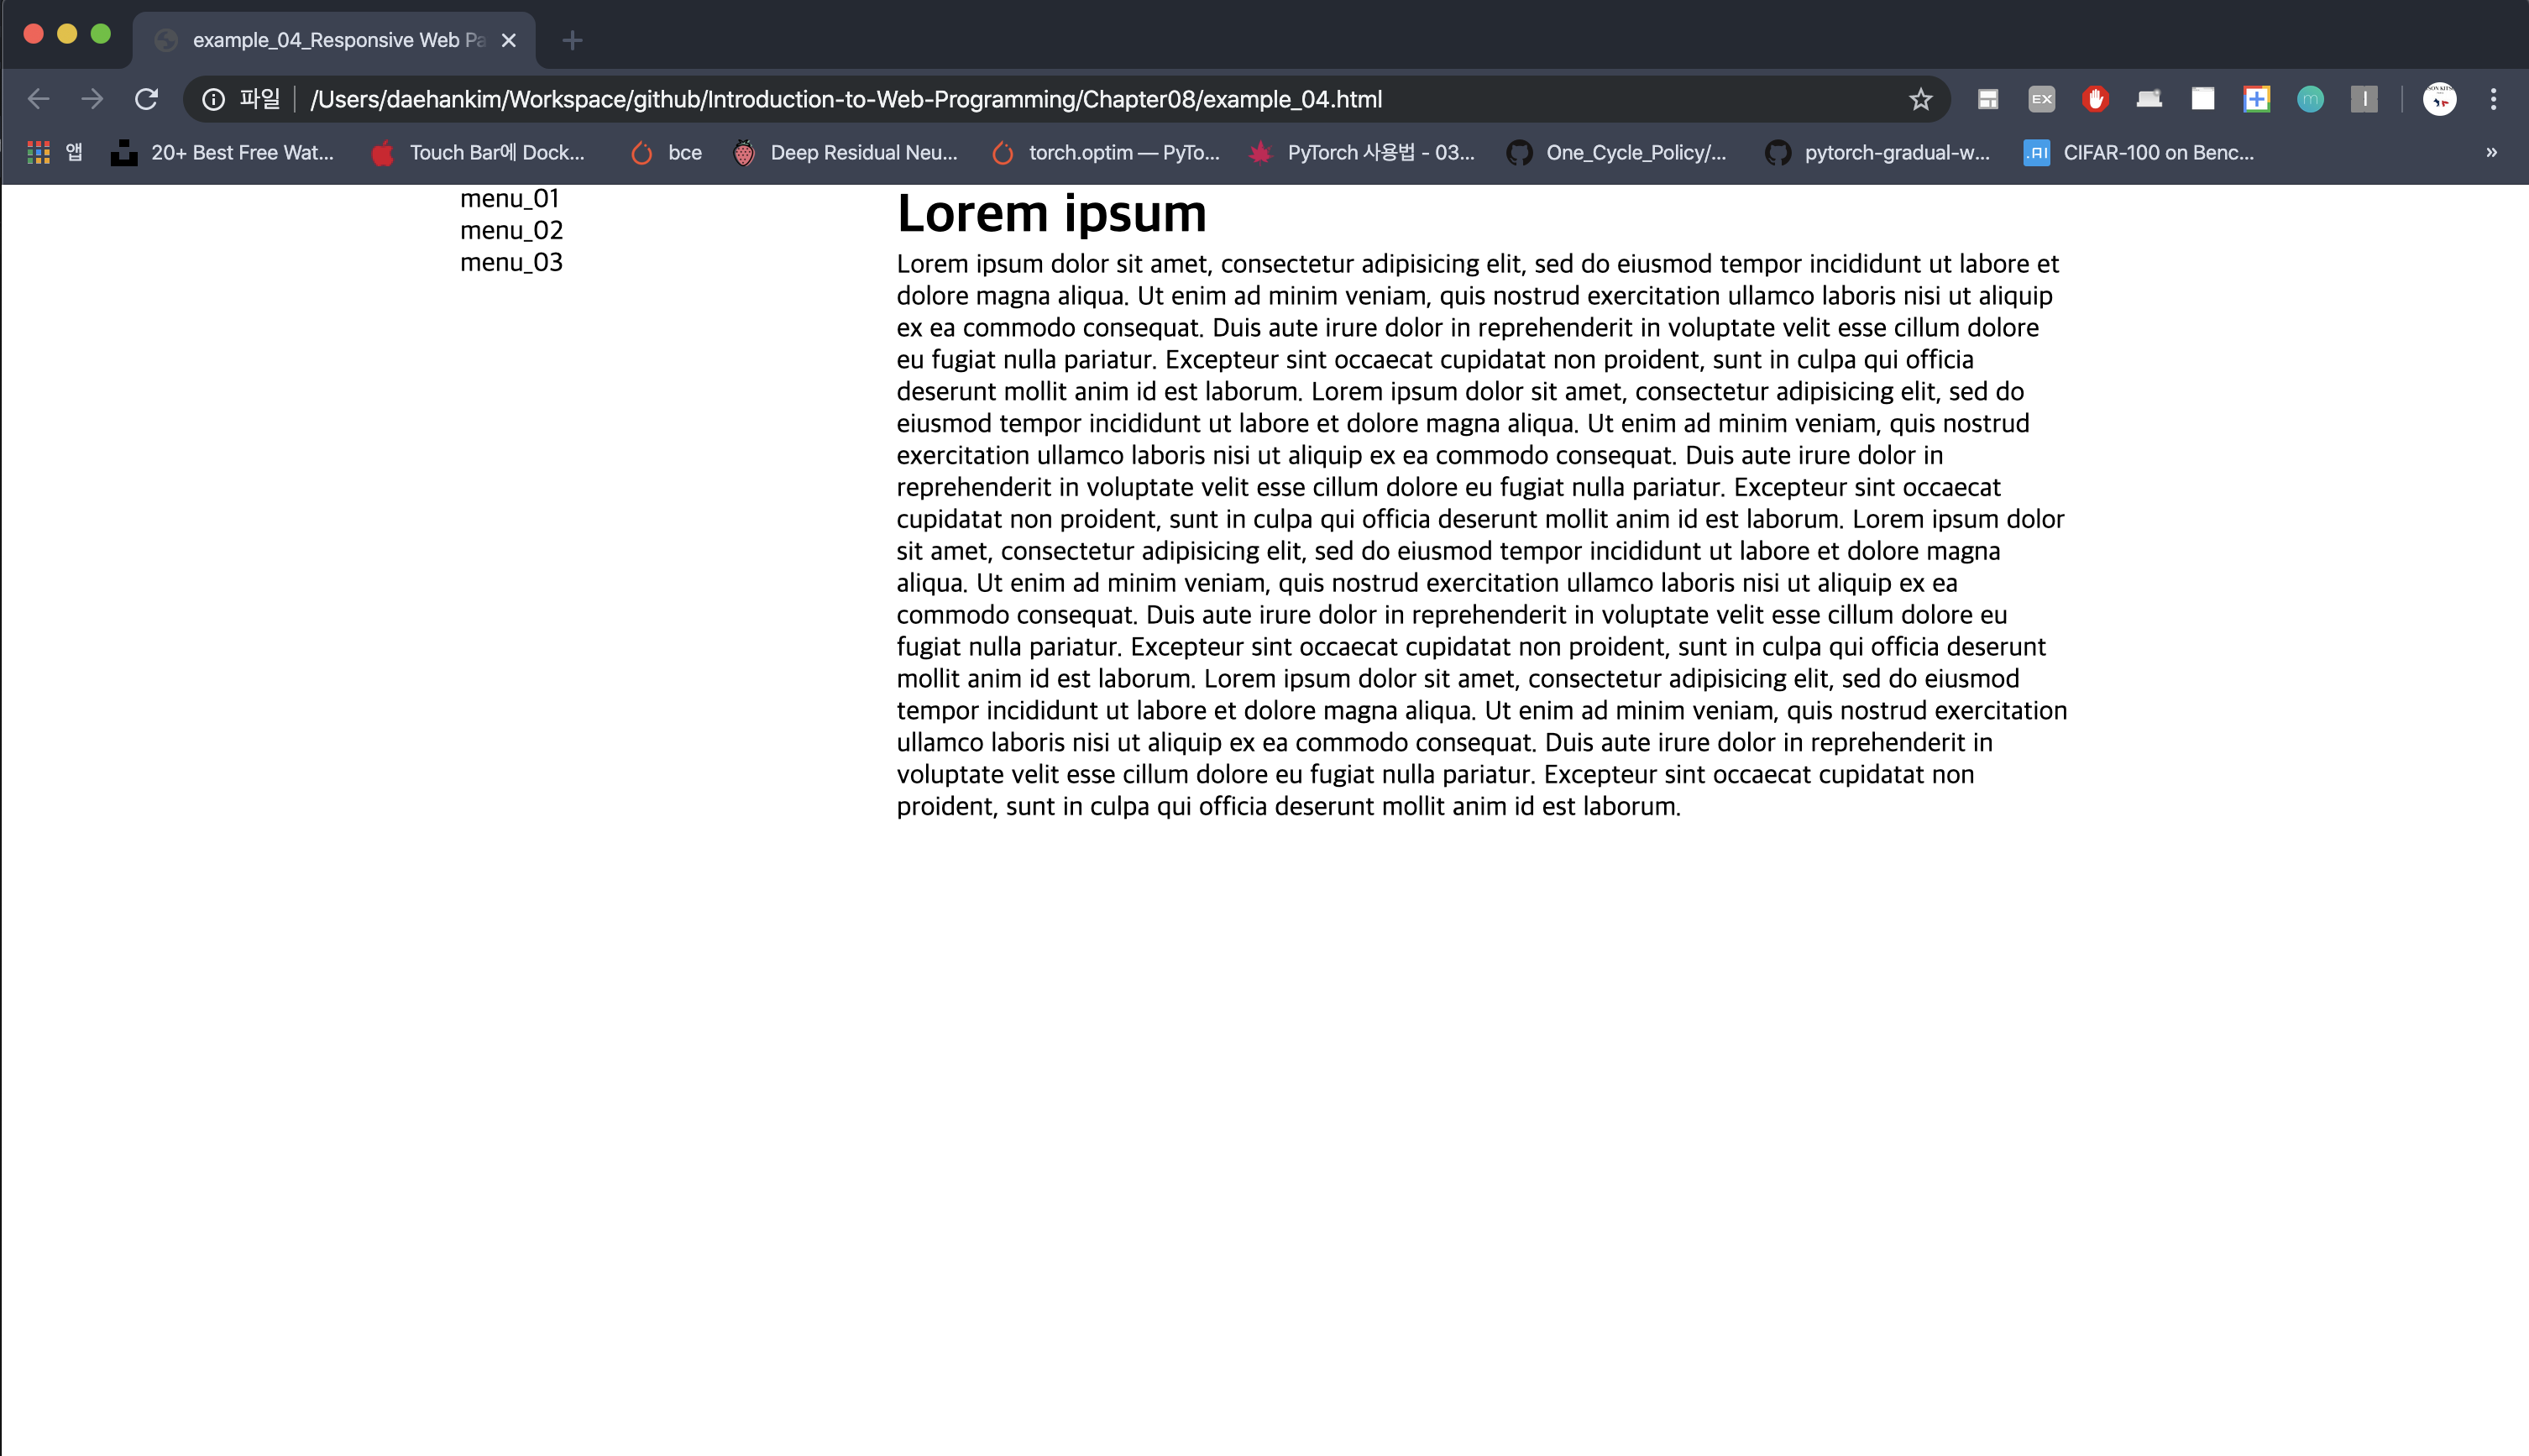 example_04_Responsive Web Pa
파일 /Users/daehankim/Workspace/github/Introduction-to-Web-Programming/Chapter08/example_04.html
EX
m
앱 20+ Best Free Wat... Touch Bar에 Dock... bce Deep Residual Neu... torch.optim — PyTo... PyTorch 사용법 - 03... One_Cycle_Policy/... pytorch-gradual-w... .AI CIFAR-100 on Benc... »
menu_01
menu_02
menu_03
Lorem ipsum
Lorem ipsum dolor sit amet, consectetur adipisicing elit, sed do eiusmod tempor incididunt ut labore et
dolore magna aliqua. Ut enim ad minim veniam, quis nostrud exercitation ullamco laboris nisi ut aliquip
ex ea commodo consequat. Duis aute irure dolor in reprehenderit in voluptate velit esse cillum dolore
eu fugiat nulla pariatur. Excepteur sint occaecat cupidatat non proident, sunt in culpa qui officia
deserunt mollit anim id est laborum. Lorem ipsum dolor sit amet, consectetur adipisicing elit, sed do
eiusmod tempor incididunt ut labore et dolore magna aliqua. Ut enim ad minim veniam, quis nostrud
exercitation ullamco laboris nisi ut aliquip ex ea commodo consequat. Duis aute irure dolor in
reprehenderit in voluptate velit esse cillum dolore eu fugiat nulla pariatur. Excepteur sint occaecat
cupidatat non proident, sunt in culpa qui officia deserunt mollit anim id est laborum. Lorem ipsum dolor
sit amet, consectetur adipisicing elit, sed do eiusmod tempor incididunt ut labore et dolore magna
aliqua. Ut enim ad minim veniam, quis nostrud exercitation ullamco laboris nisi ut aliquip ex ea
commodo consequat. Duis aute irure dolor in reprehenderit in voluptate velit esse cillum dolore eu
fugiat nulla pariatur. Excepteur sint occaecat cupidatat non proident, sunt in culpa qui officia deserunt
mollit anim id est laborum. Lorem ipsum dolor sit amet, consectetur adipisicing elit, sed do eiusmod
tempor incididunt ut labore et dolore magna aliqua. Ut enim ad minim veniam, quis nostrud exercitation
ullamco laboris nisi ut aliquip ex ea commodo consequat. Duis aute irure dolor in reprehenderit in
voluptate velit esse cillum dolore eu fugiat nulla pariatur. Excepteur sint occaecat cupidatat non
proident, sunt in culpa qui officia deserunt mollit anim id est laborum.